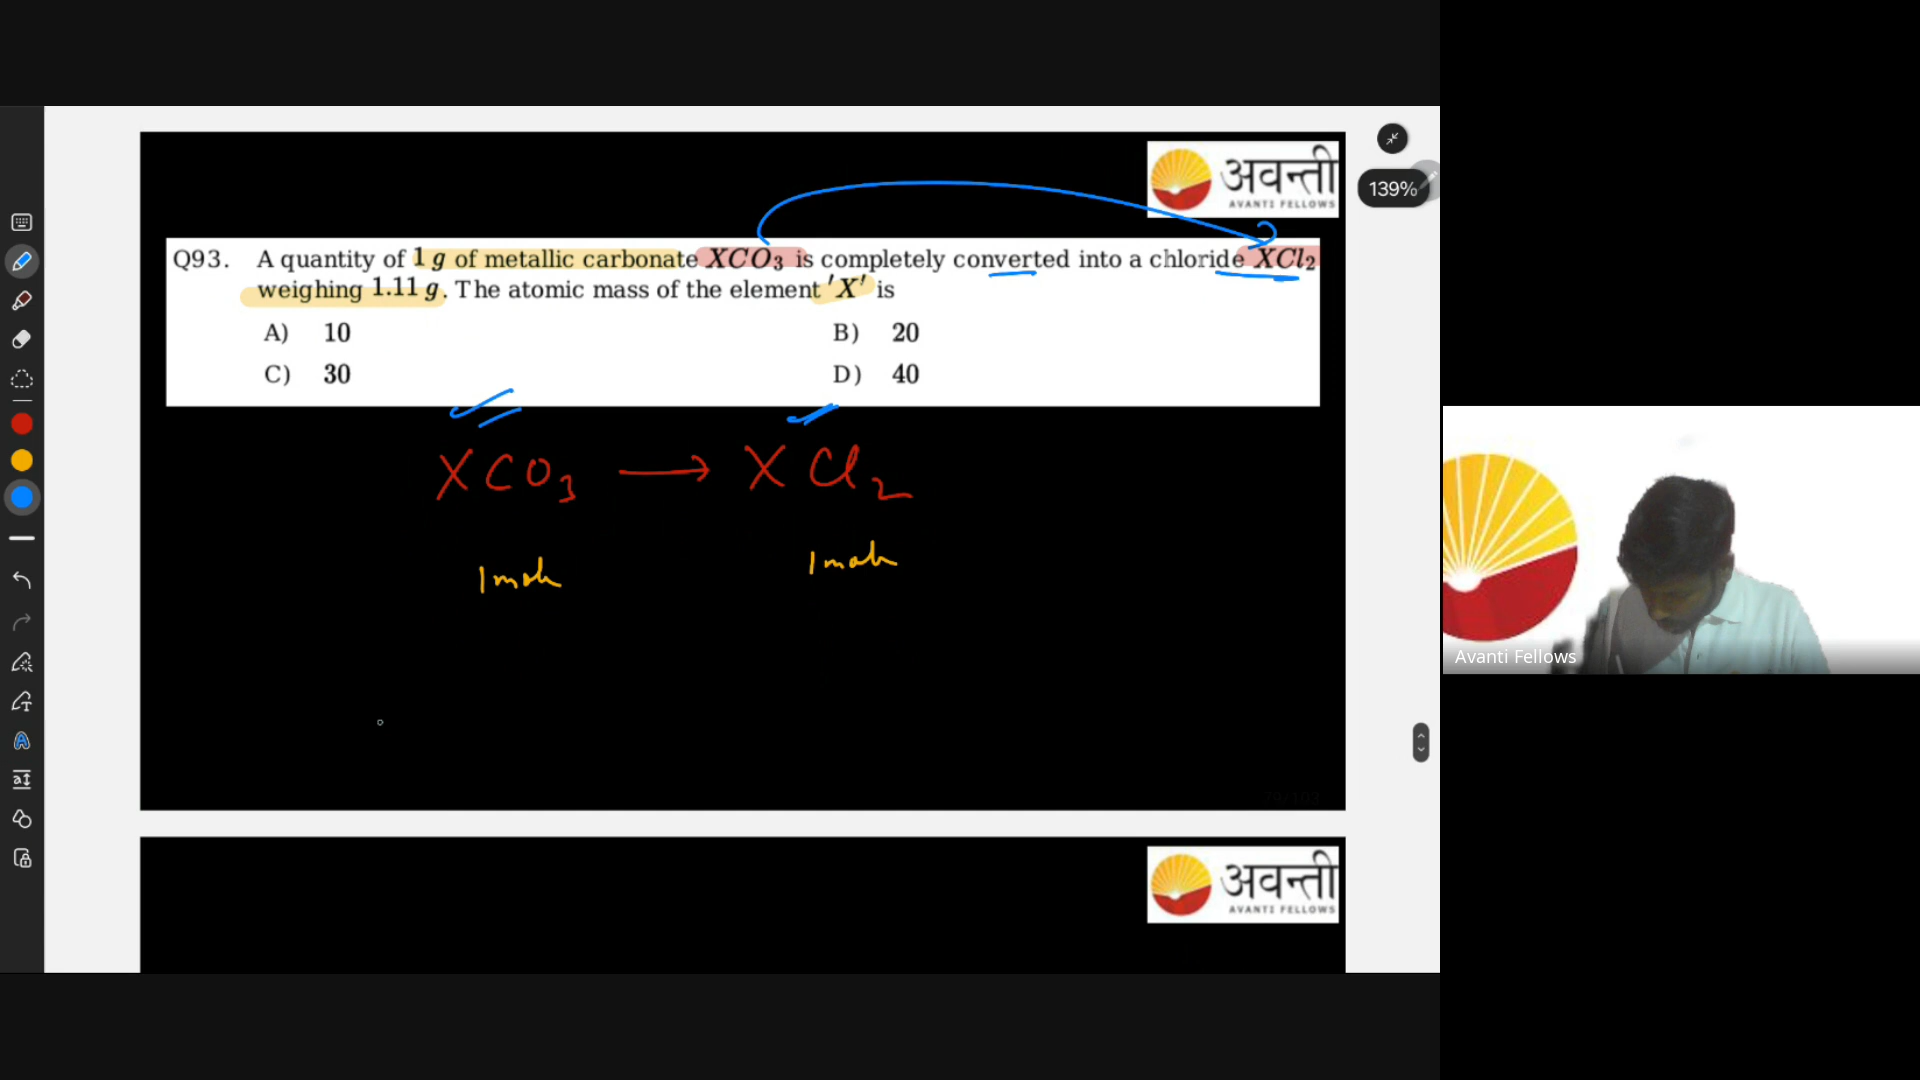 अवन्ती
AVANTI FELLOWS
139%
Q93. A quantity of 1 g of metallic carbonate XCO₃ is completely converted into a chloride XCl₂
weighing 1.11 g. The atomic mass of the element 'X' is
A) 10 B) 20
C) 30 D) 40
XCO₃ → XCl₂
1 mole 1 mole
Avanti Fellows
79/103
अवन्ती
AVANTI FELLOWS